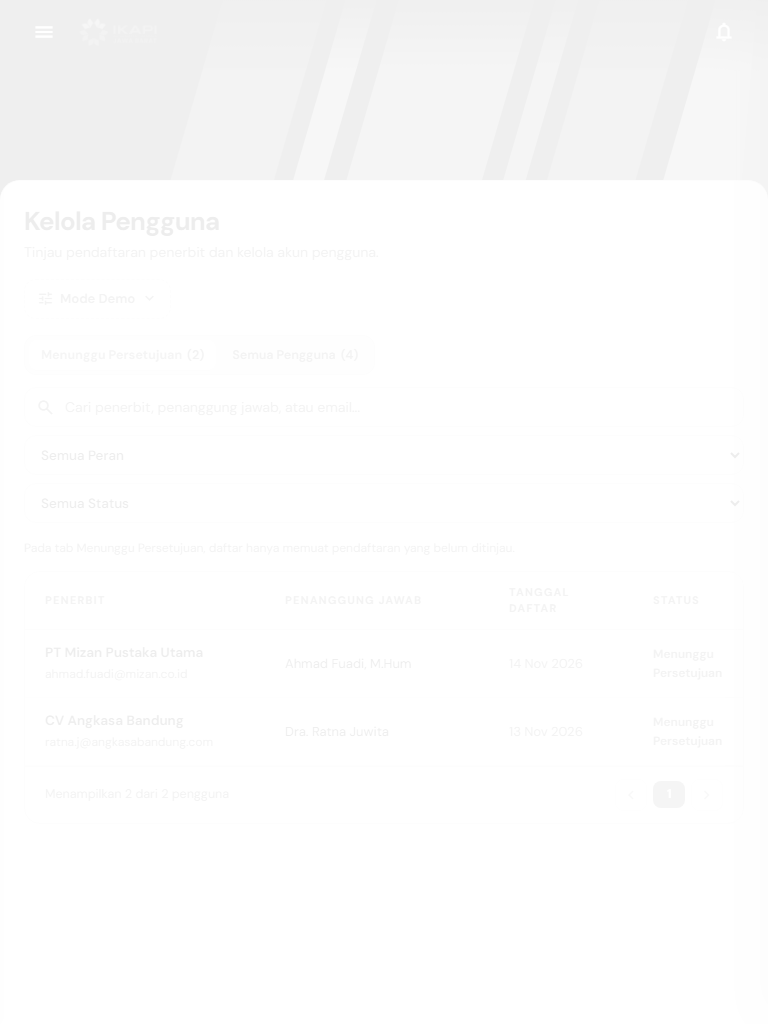 Kelola Pengguna
Tinjau pendaftaran penerbit dan kelola akun pengguna.
Mode Demo
Menunggu Persetujuan (2) Semua Pengguna (4)
Cari penerbit, penanggung jawab, atau email...
Semua Peran
Semua Status
Pada tab Menunggu Persetujuan, daftar hanya memuat pendaftaran yang belum ditinjau.
PENERBIT PENANGGUNG JAWAB TANGGAL DAFTAR STATUS
PT Mizan Pustaka Utama
ahmad.fuadi@mizan.co.id
Ahmad Fuadi, M.Hum
14 Nov 2026
Menunggu
Persetujuan
CV Angkasa Bandung
ratna.j@angkasabandung.com
Dra. Ratna Juwita
13 Nov 2026
Menunggu
Persetujuan
Menampilkan 2 dari 2 pengguna
1